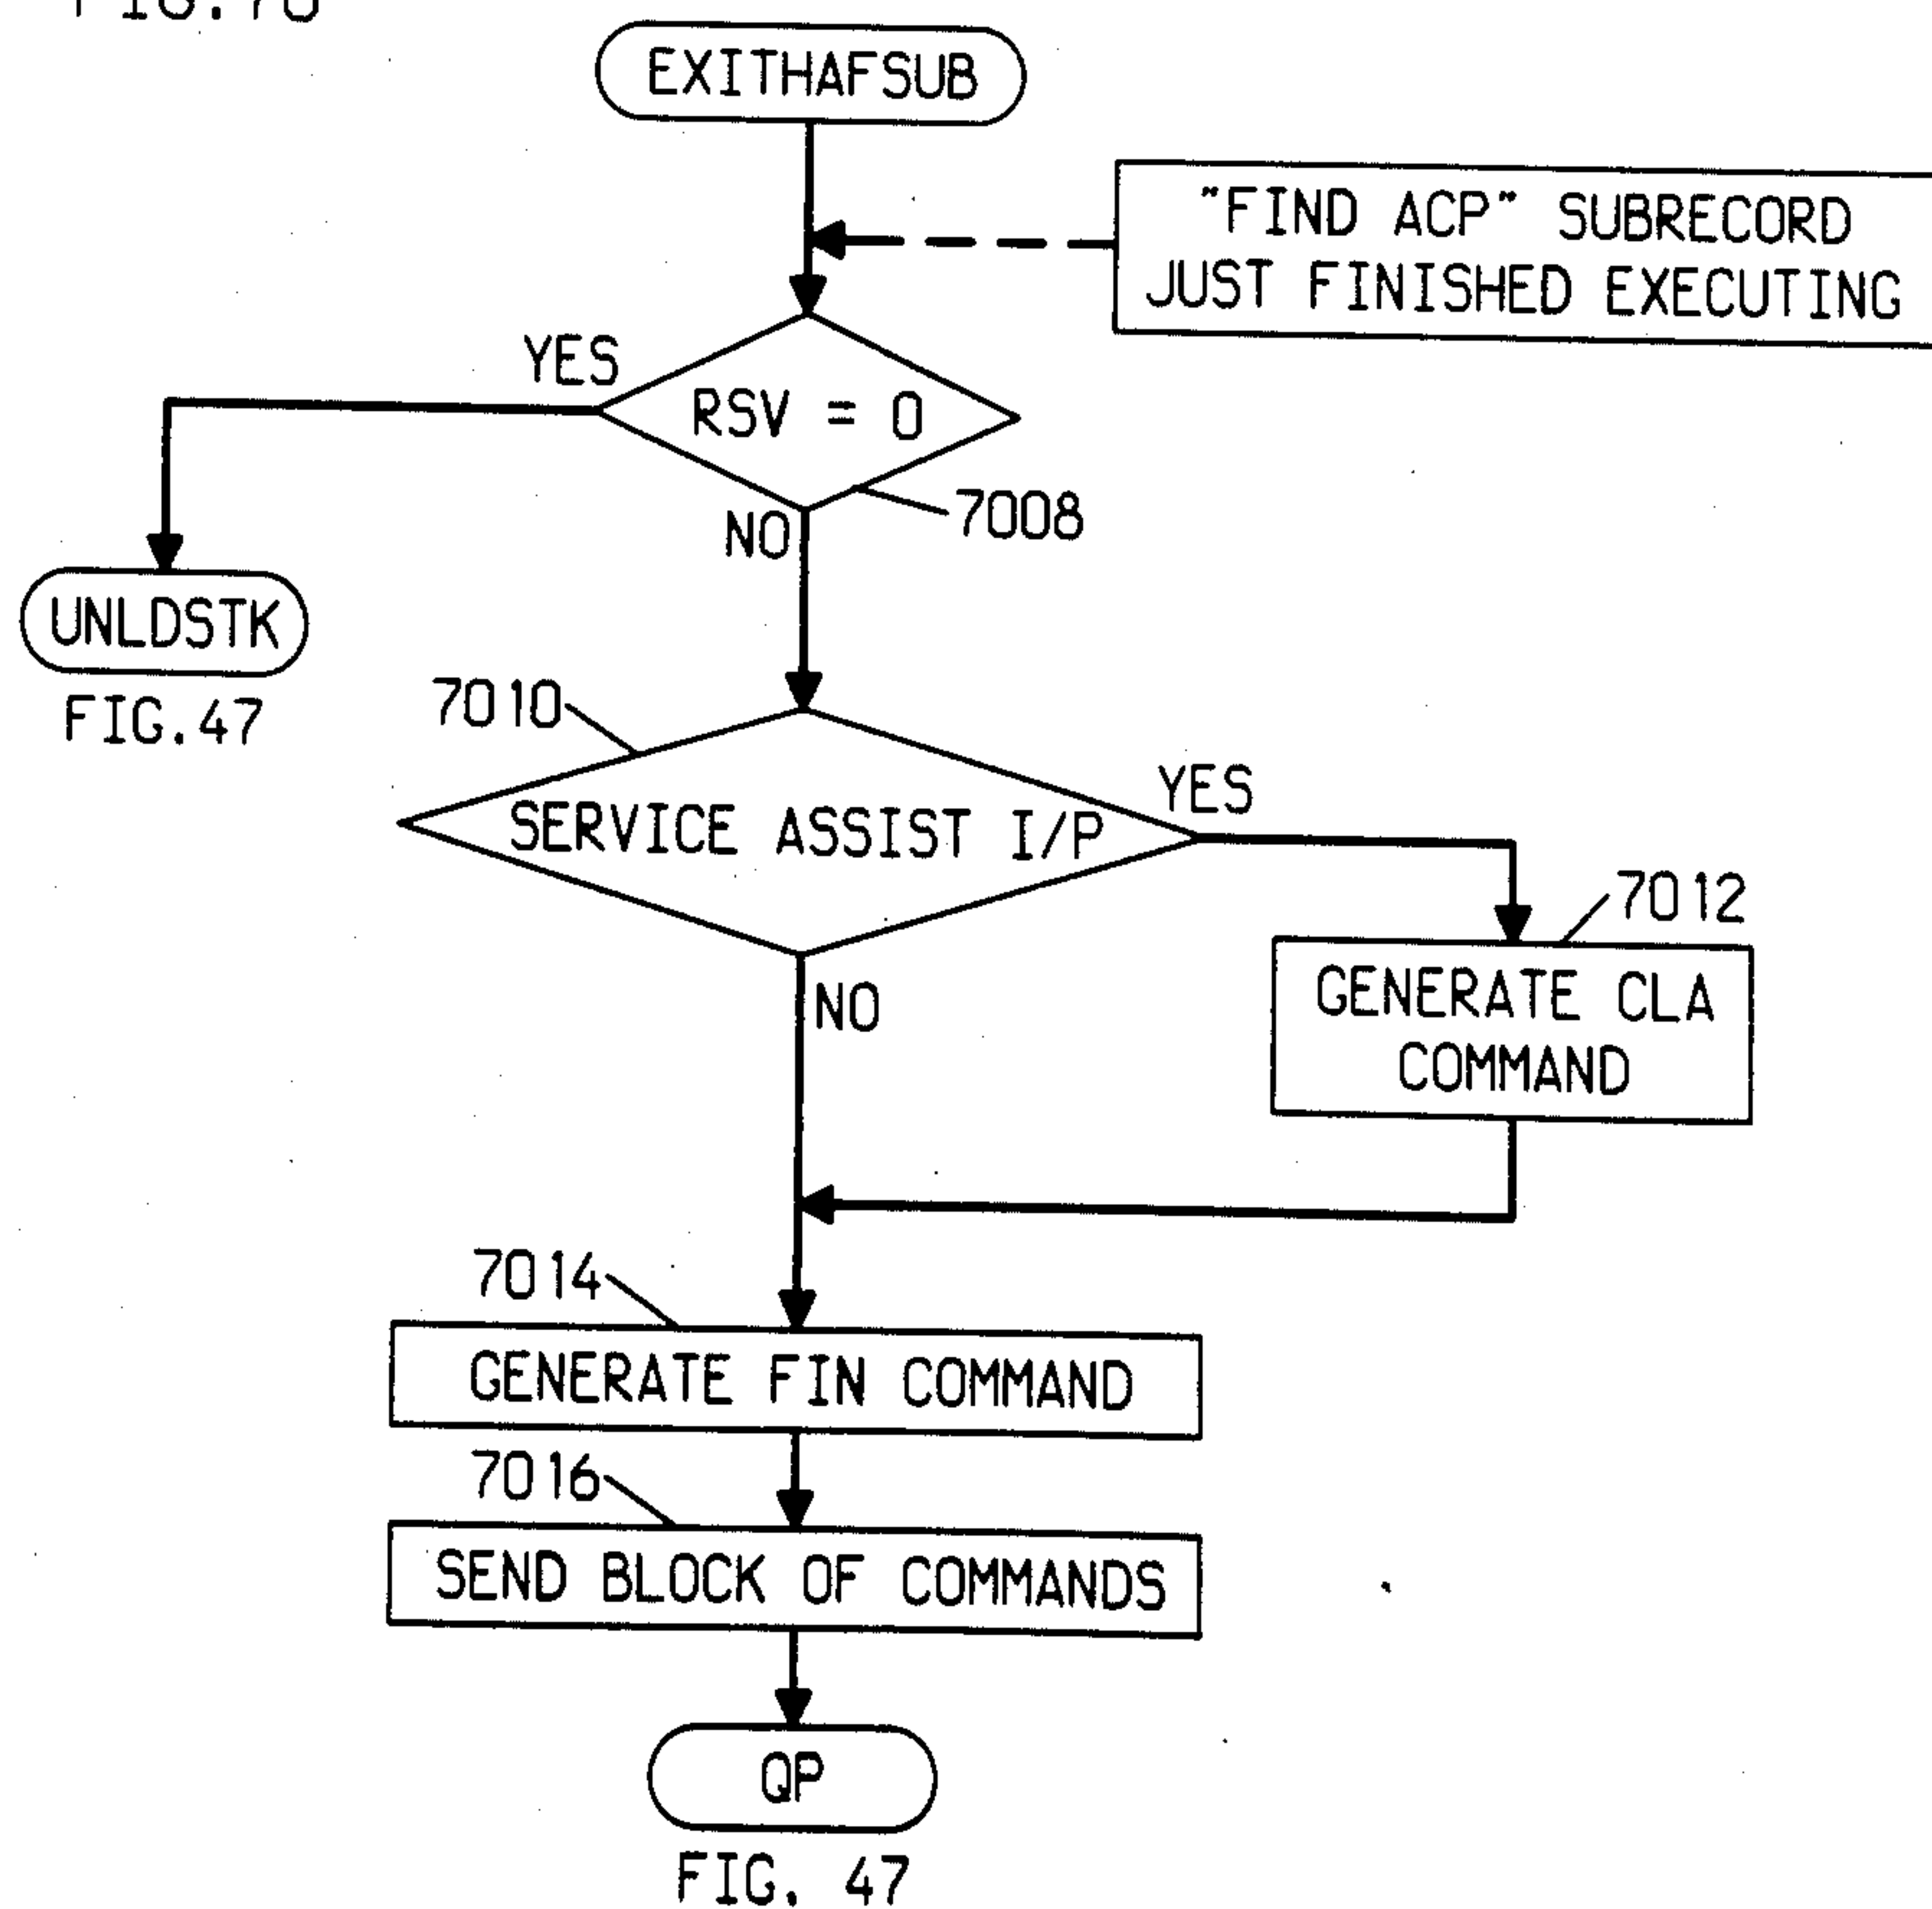 EXITHAFSUB
"FIND ACP" SUBRECORD
JUST FINISHED EXECUTING
YES
RSV = 0
7008
NO
UNLDSTK
FIG.47
7010
SERVICE ASSIST I/P
YES
7012
GENERATE CLA
COMMAND
NO
7014
GENERATE FIN COMMAND
7016
SEND BLOCK OF COMMANDS
QP
FIG. 47